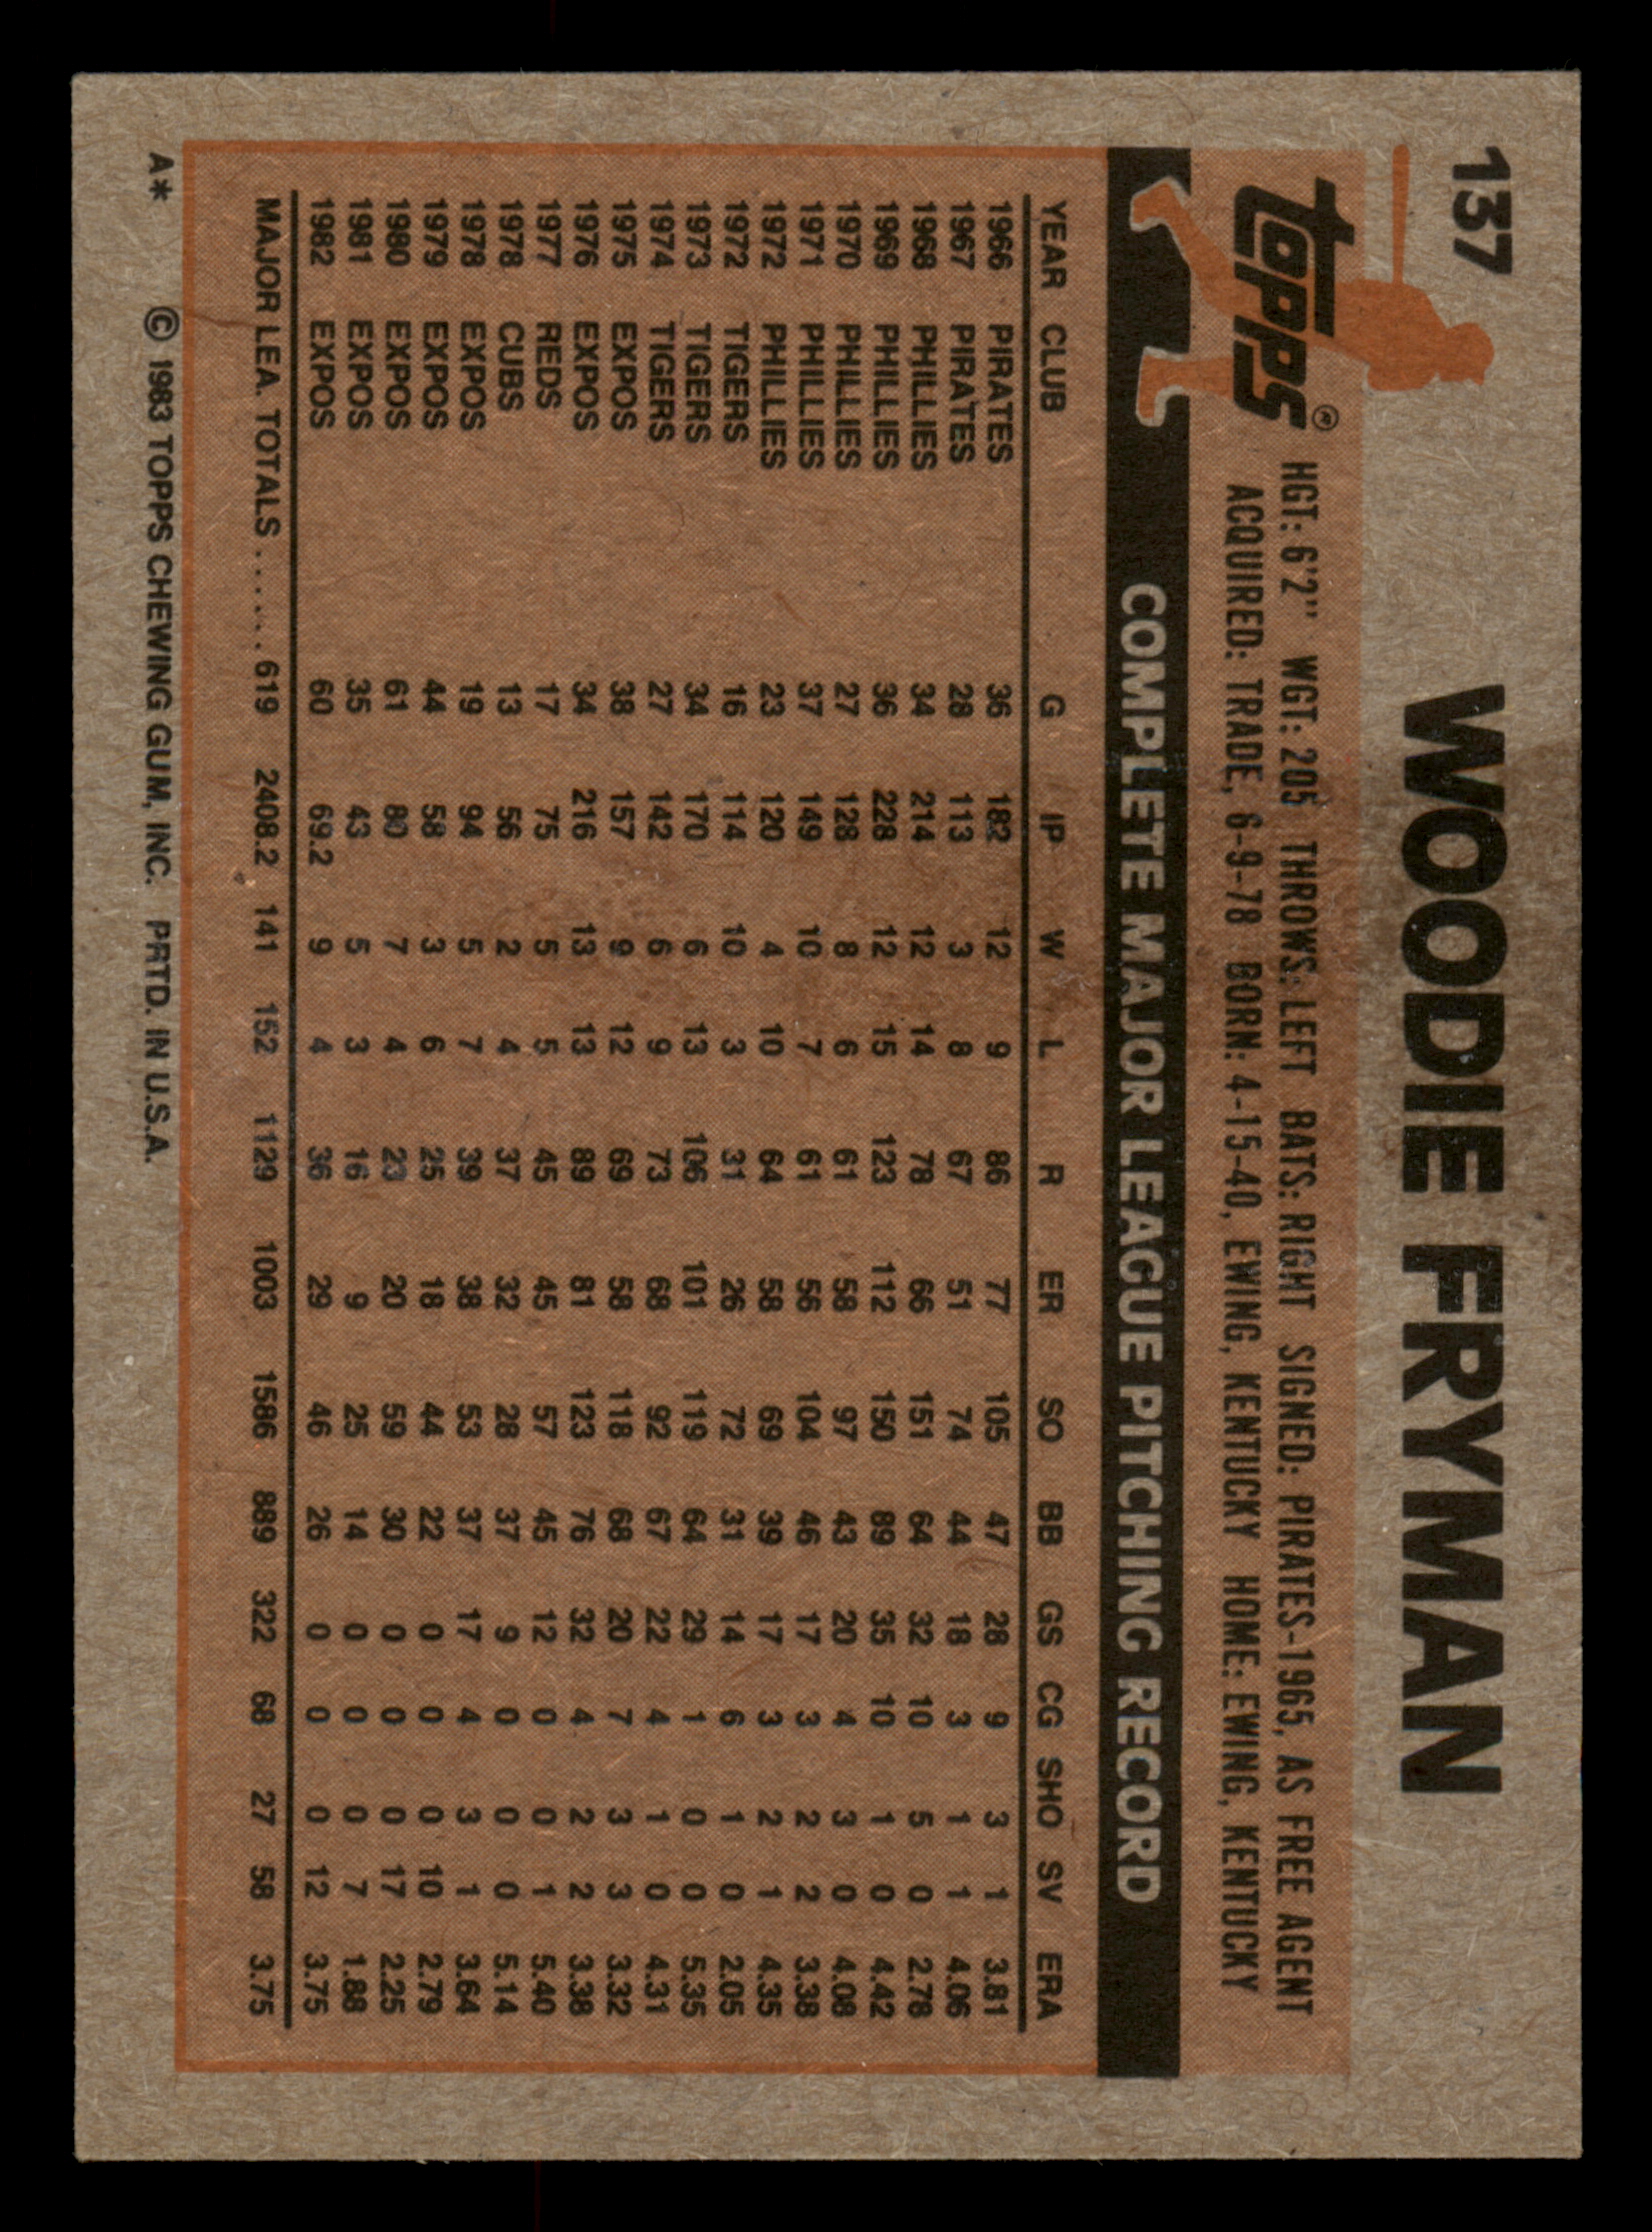 137
WOODIE FRYMAN
topps®
HGT: 6'2" WGT: 205 THROWS: LEFT BATS: RIGHT SIGNED: PIRATES-1965, AS FREE AGENT
ACQUIRED: TRADE, 6-9-78 BORN: 4-15-40, EWING, KENTUCKY HOME: EWING, KENTUCKY
COMPLETE MAJOR LEAGUE PITCHING RECORD
YEAR CLUB G IP W L R ER SO BB GS CG SHO SV ERA
1966 PIRATES 36 182 12 9 86 77 105 47 28 9 3 1 3.81
1967 PIRATES 28 113 3 8 67 51 74 44 18 3 1 1 4.06
1968 PHILLIES 34 214 12 14 78 66 151 64 32 10 5 0 2.78
1969 PHILLIES 36 228 12 15 123 112 150 89 35 10 1 0 4.42
1970 PHILLIES 27 128 8 6 61 58 97 43 20 4 3 0 4.08
1971 PHILLIES 37 149 10 7 61 56 104 46 17 3 2 2 3.38
1972 PHILLIES 23 120 4 10 64 58 69 39 17 3 2 1 4.35
1972 TIGERS 16 114 10 3 31 26 72 31 14 6 1 0 2.05
1973 TIGERS 34 170 6 13 106 101 119 64 29 1 0 0 5.35
1974 TIGERS 27 142 6 9 73 68 92 67 22 4 1 0 4.31
1975 EXPOS 38 157 9 12 69 58 118 68 20 7 3 3 3.32
1976 EXPOS 34 216 13 13 89 81 123 76 32 4 2 2 3.38
1977 REDS 17 75 5 5 45 45 57 45 12 0 0 1 5.40
1978 CUBS 13 56 2 4 37 32 28 37 9 0 0 0 5.14
1978 EXPOS 19 94 5 7 39 38 53 37 17 4 3 1 3.64
1979 EXPOS 44 58 3 6 25 18 44 22 0 0 0 10 2.79
1980 EXPOS 61 80 7 4 23 20 59 30 0 0 0 17 2.25
1981 EXPOS 35 43 5 3 16 9 25 14 0 0 0 7 1.88
1982 EXPOS 60 69.2 9 4 36 29 46 26 0 0 0 12 3.75
MAJOR LEA. TOTALS ...... 619 2408.2 141 152 1129 1003 1586 889 322 68 27 58 3.75
A* © 1983 TOPPS CHEWING GUM, INC. PRTD. IN U.S.A.